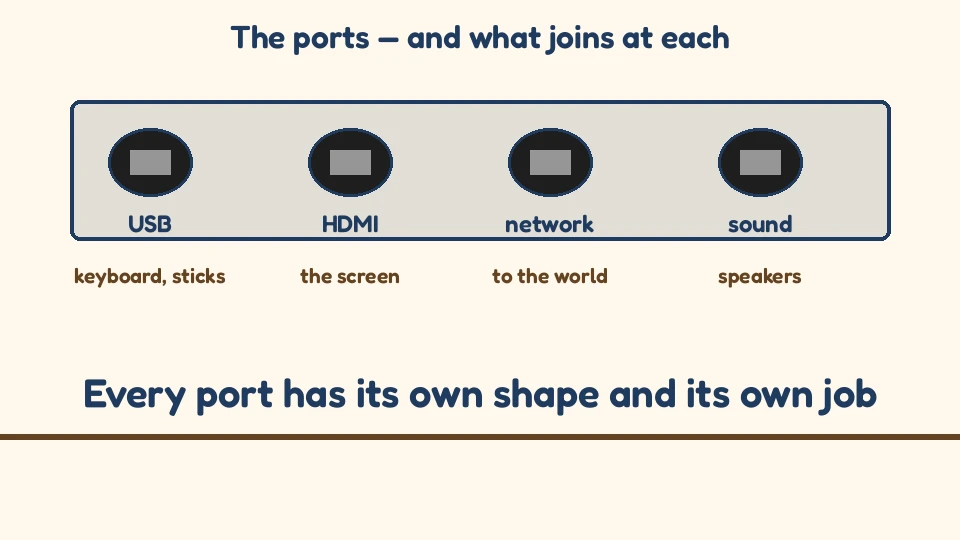 The ports — and what joins at each
USB HDMI network sound
keyboard, sticks the screen to the world speakers
Every port has its own shape and its own job